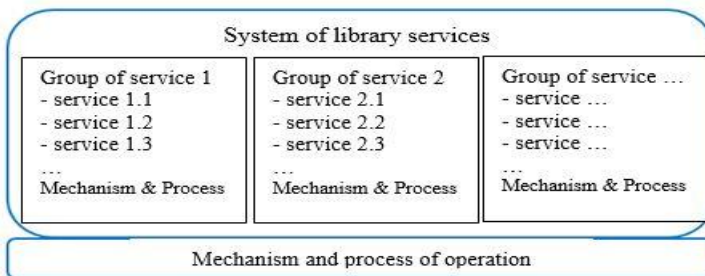 System of library services
Group of service 1
- service 1.1
- service 1.2
- service 1.3
…
Mechanism & Process
Group of service 2
- service 2.1
- service 2.2
- service 2.3
…
Mechanism & Process
Group of service …
- service …
- service …
- service …
…
Mechanism & Process
Mechanism and process of operation